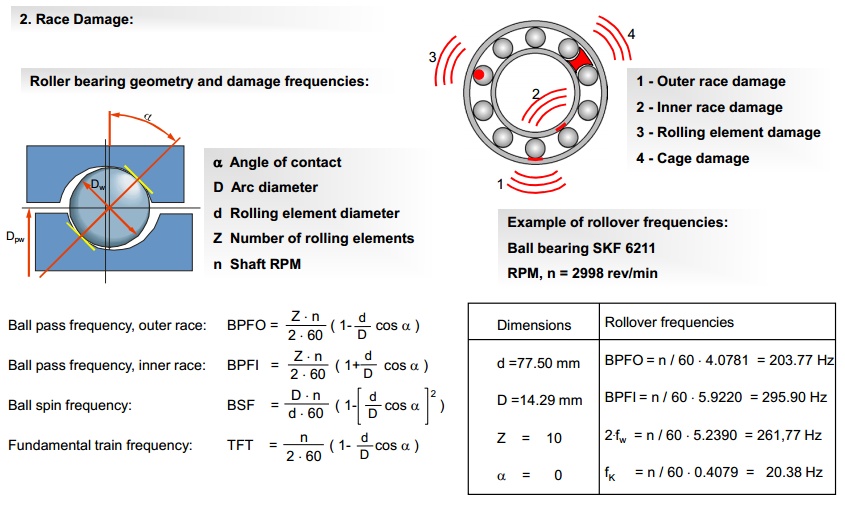 2. Race Damage:
Roller bearing geometry and damage frequencies:
α
D_w
D_pw
α Angle of contact
D Arc diameter
d Rolling element diameter
Z Number of rolling elements
n Shaft RPM
3
4
2
1
1 - Outer race damage
2 - Inner race damage
3 - Rolling element damage
4 - Cage damage
Example of rollover frequencies:
Ball bearing SKF 6211
RPM, n = 2998 rev/min
Ball pass frequency, outer race: BPFO = Z · n / 2 · 60 ( 1- d/D cos α )
Ball pass frequency, inner race: BPFI = Z · n / 2 · 60 ( 1+ d/D cos α )
Ball spin frequency: BSF = D · n / d · 60 ( 1-[ d/D cos α ]² )
Fundamental train frequency: TFT = n / 2 · 60 ( 1- d/D cos α )
Dimensions Rollover frequencies
d =77.50 mm BPFO = n / 60 · 4.0781 = 203.77 Hz
D =14.29 mm BPFI = n / 60 · 5.9220 = 295.90 Hz
Z = 10 2·f_w = n / 60 · 5.2390 = 261,77 Hz
α = 0 f_K = n / 60 · 0.4079 = 20.38 Hz